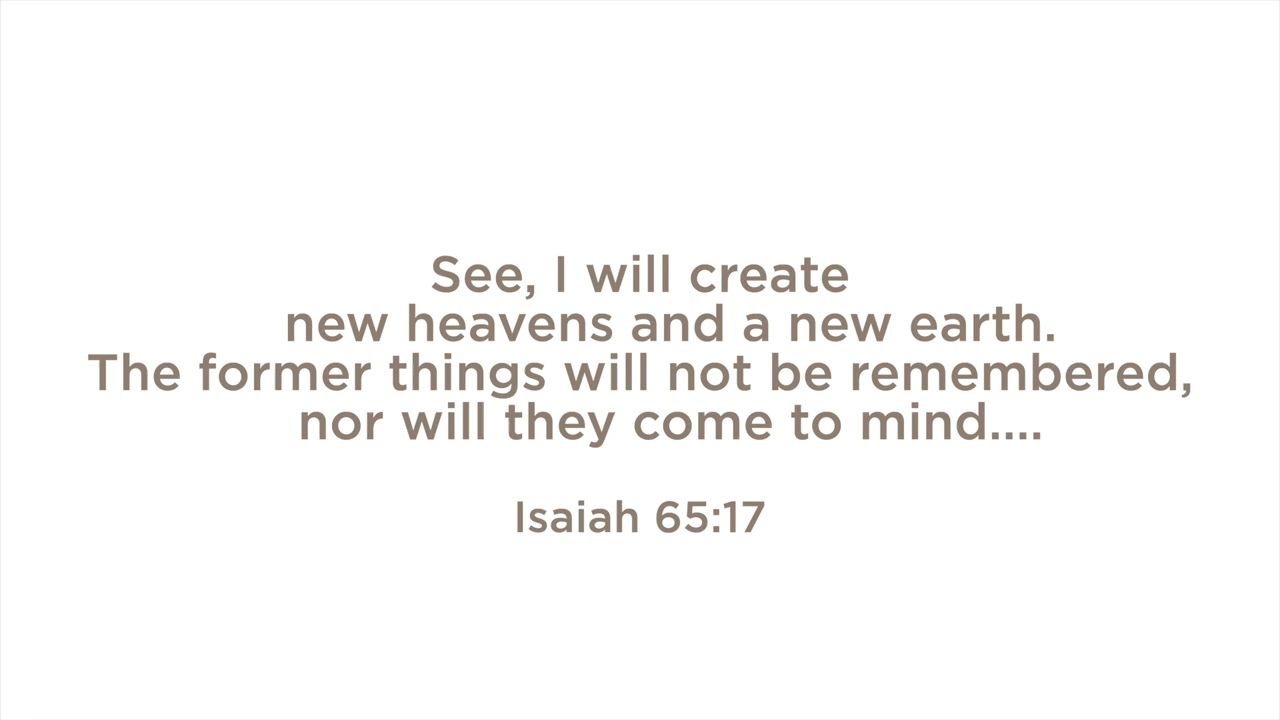 See, I will create
new heavens and a new earth.
The former things will not be remembered,
nor will they come to mind....
Isaiah 65:17